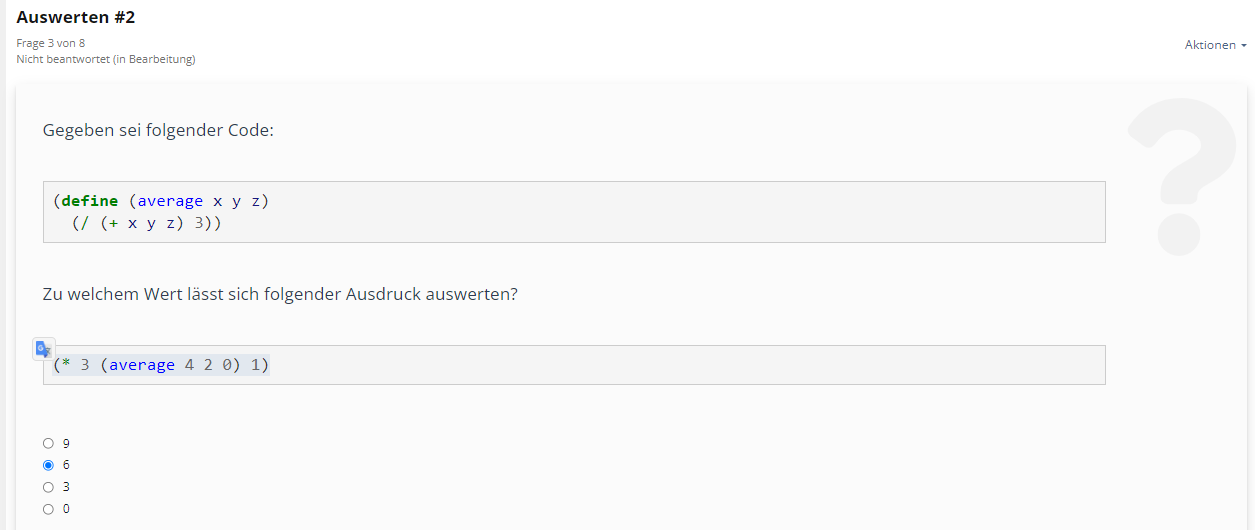 Auswerten #2
Frage 3 von 8
Nicht beantwortet (in Bearbeitung)
Aktionen
Gegeben sei folgender Code:
(define (average x y z)
  (/ (+ x y z) 3))
Zu welchem Wert lässt sich folgender Ausdruck auswerten?
(* 3 (average 4 2 0) 1)
9
6
3
0